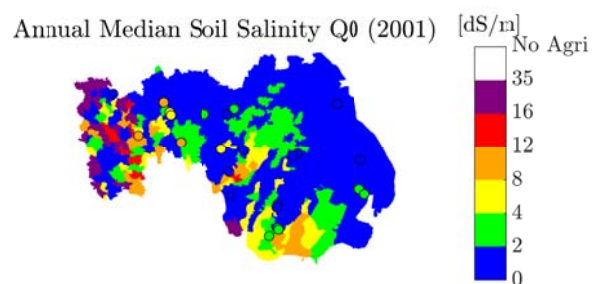 Annual Median Soil Salinity Q0 (2001)
[dS/m]
No Agri
35
16
12
8
4
2
0